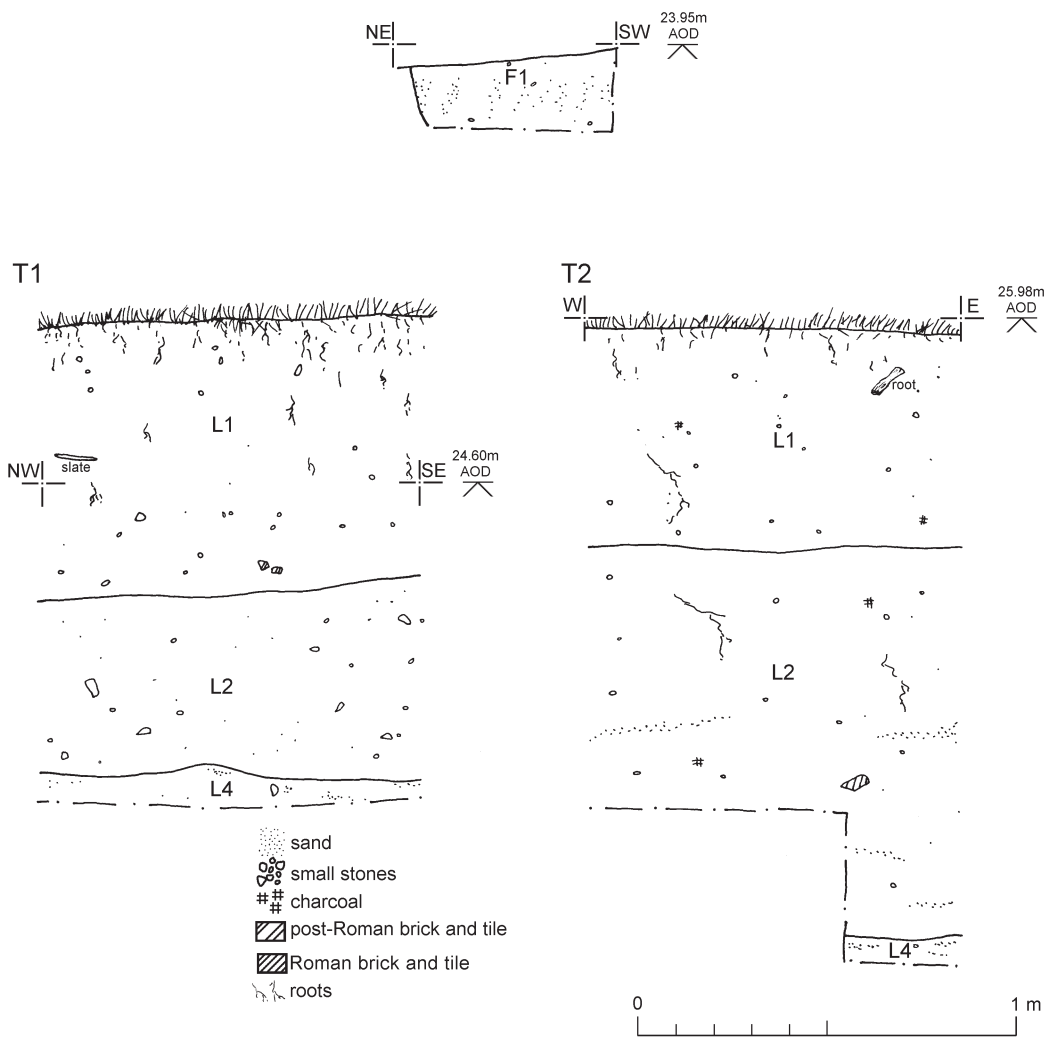 NE
SW
23.95m
AOD
F1
T1
L1
slate
NW
SE
24.60m
AOD
L2
L4
T2
W
E
25.98m
AOD
root
L1
L2
L4
sand
small stones
charcoal
post-Roman brick and tile
Roman brick and tile
roots
0
1 m